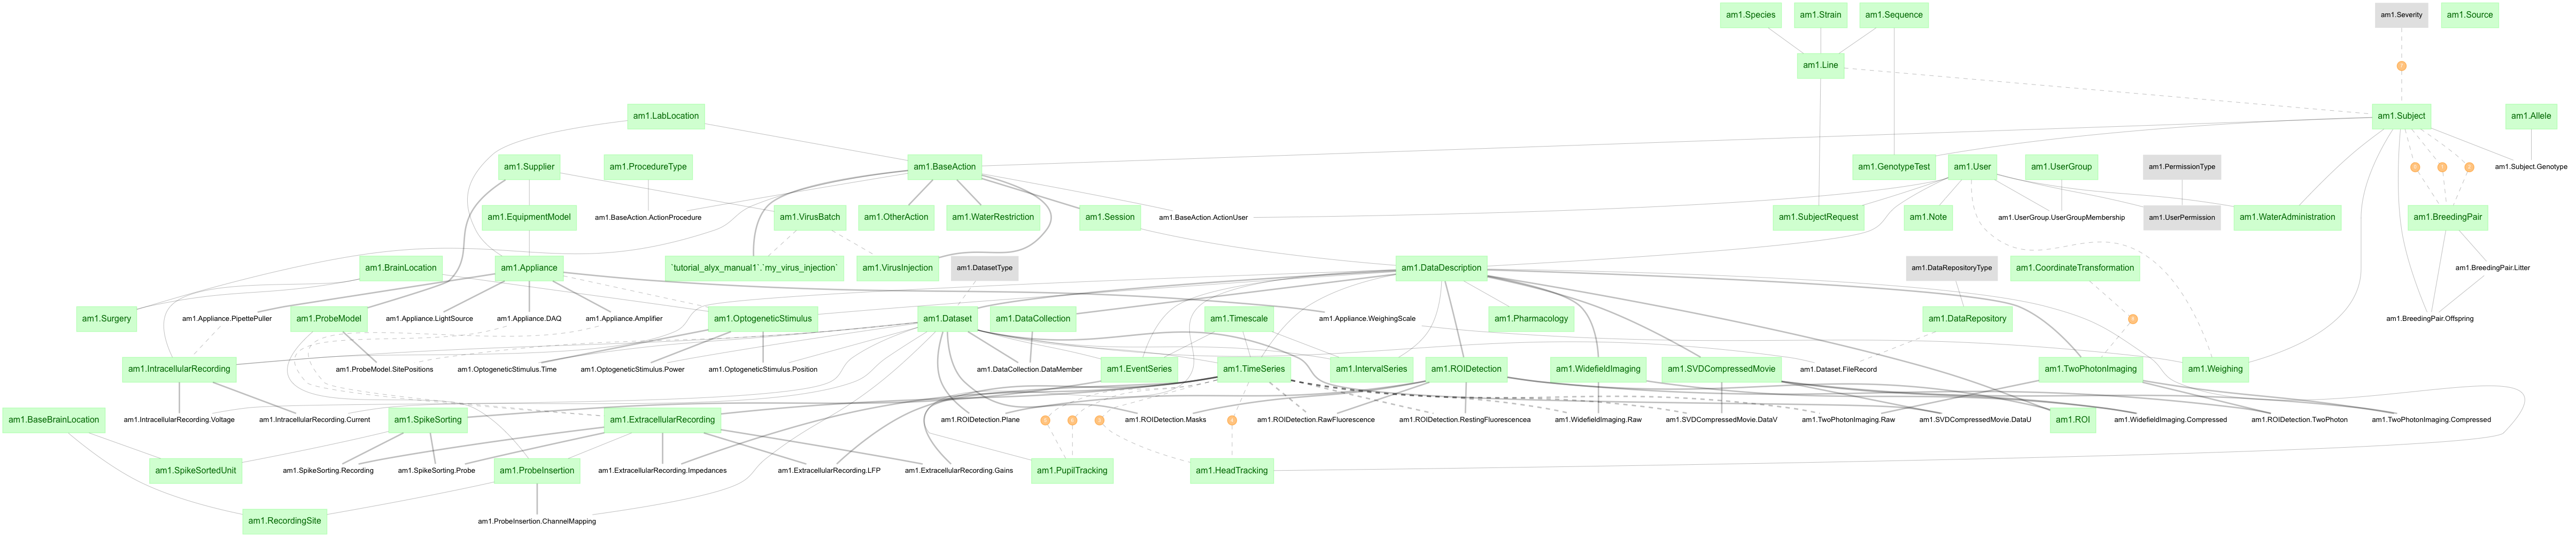 am1.Species
am1.Strain
am1.Sequence
am1.Severity
am1.Source
am1.Line
am1.LabLocation
am1.Subject
am1.Allele
am1.Supplier
am1.ProcedureType
am1.BaseAction
am1.GenotypeTest
am1.User
am1.UserGroup
am1.PermissionType
am1.Subject.Genotype
am1.EquipmentModel
am1.BaseAction.ActionProcedure
am1.VirusBatch
am1.OtherAction
am1.WaterRestriction
am1.Session
am1.BaseAction.ActionUser
am1.SubjectRequest
am1.Note
am1.UserGroup.UserGroupMembership
am1.UserPermission
am1.WaterAdministration
am1.BreedingPair
am1.BrainLocation
am1.Appliance
`tutorial_alyx_manual1`.`my_virus_injection`
am1.VirusInjection
am1.DatasetType
am1.DataDescription
am1.DataRepositoryType
am1.CoordinateTransformation
am1.BreedingPair.Litter
am1.Surgery
am1.Appliance.PipettePuller
am1.ProbeModel
am1.Appliance.LightSource
am1.Appliance.DAQ
am1.Appliance.Amplifier
am1.OptogeneticStimulus
am1.Dataset
am1.DataCollection
am1.Timescale
am1.Appliance.WeighingScale
am1.Pharmacology
am1.DataRepository
am1.BreedingPair.Offspring
am1.IntracellularRecording
am1.ProbeModel.SitePositions
am1.OptogeneticStimulus.Time
am1.OptogeneticStimulus.Power
am1.OptogeneticStimulus.Position
am1.DataCollection.DataMember
am1.EventSeries
am1.TimeSeries
am1.IntervalSeries
am1.ROIDetection
am1.WidefieldImaging
am1.SVDCompressedMovie
am1.Dataset.FileRecord
am1.TwoPhotonImaging
am1.Weighing
am1.BaseBrainLocation
am1.IntracellularRecording.Voltage
am1.IntracellularRecording.Current
am1.SpikeSorting
am1.ExtracellularRecording
am1.ROIDetection.Plane
am1.ROIDetection.Masks
am1.ROIDetection.RawFluorescence
am1.ROIDetection.RestingFluorescencea
am1.WidefieldImaging.Raw
am1.SVDCompressedMovie.DataV
am1.TwoPhotonImaging.Raw
am1.SVDCompressedMovie.DataU
am1.ROI
am1.WidefieldImaging.Compressed
am1.ROIDetection.TwoPhoton
am1.TwoPhotonImaging.Compressed
am1.SpikeSortedUnit
am1.SpikeSorting.Recording
am1.SpikeSorting.Probe
am1.ProbeInsertion
am1.ExtracellularRecording.Impedances
am1.ExtracellularRecording.LFP
am1.ExtracellularRecording.Gains
am1.PupilTracking
am1.HeadTracking
am1.RecordingSite
am1.ProbeInsertion.ChannelMapping